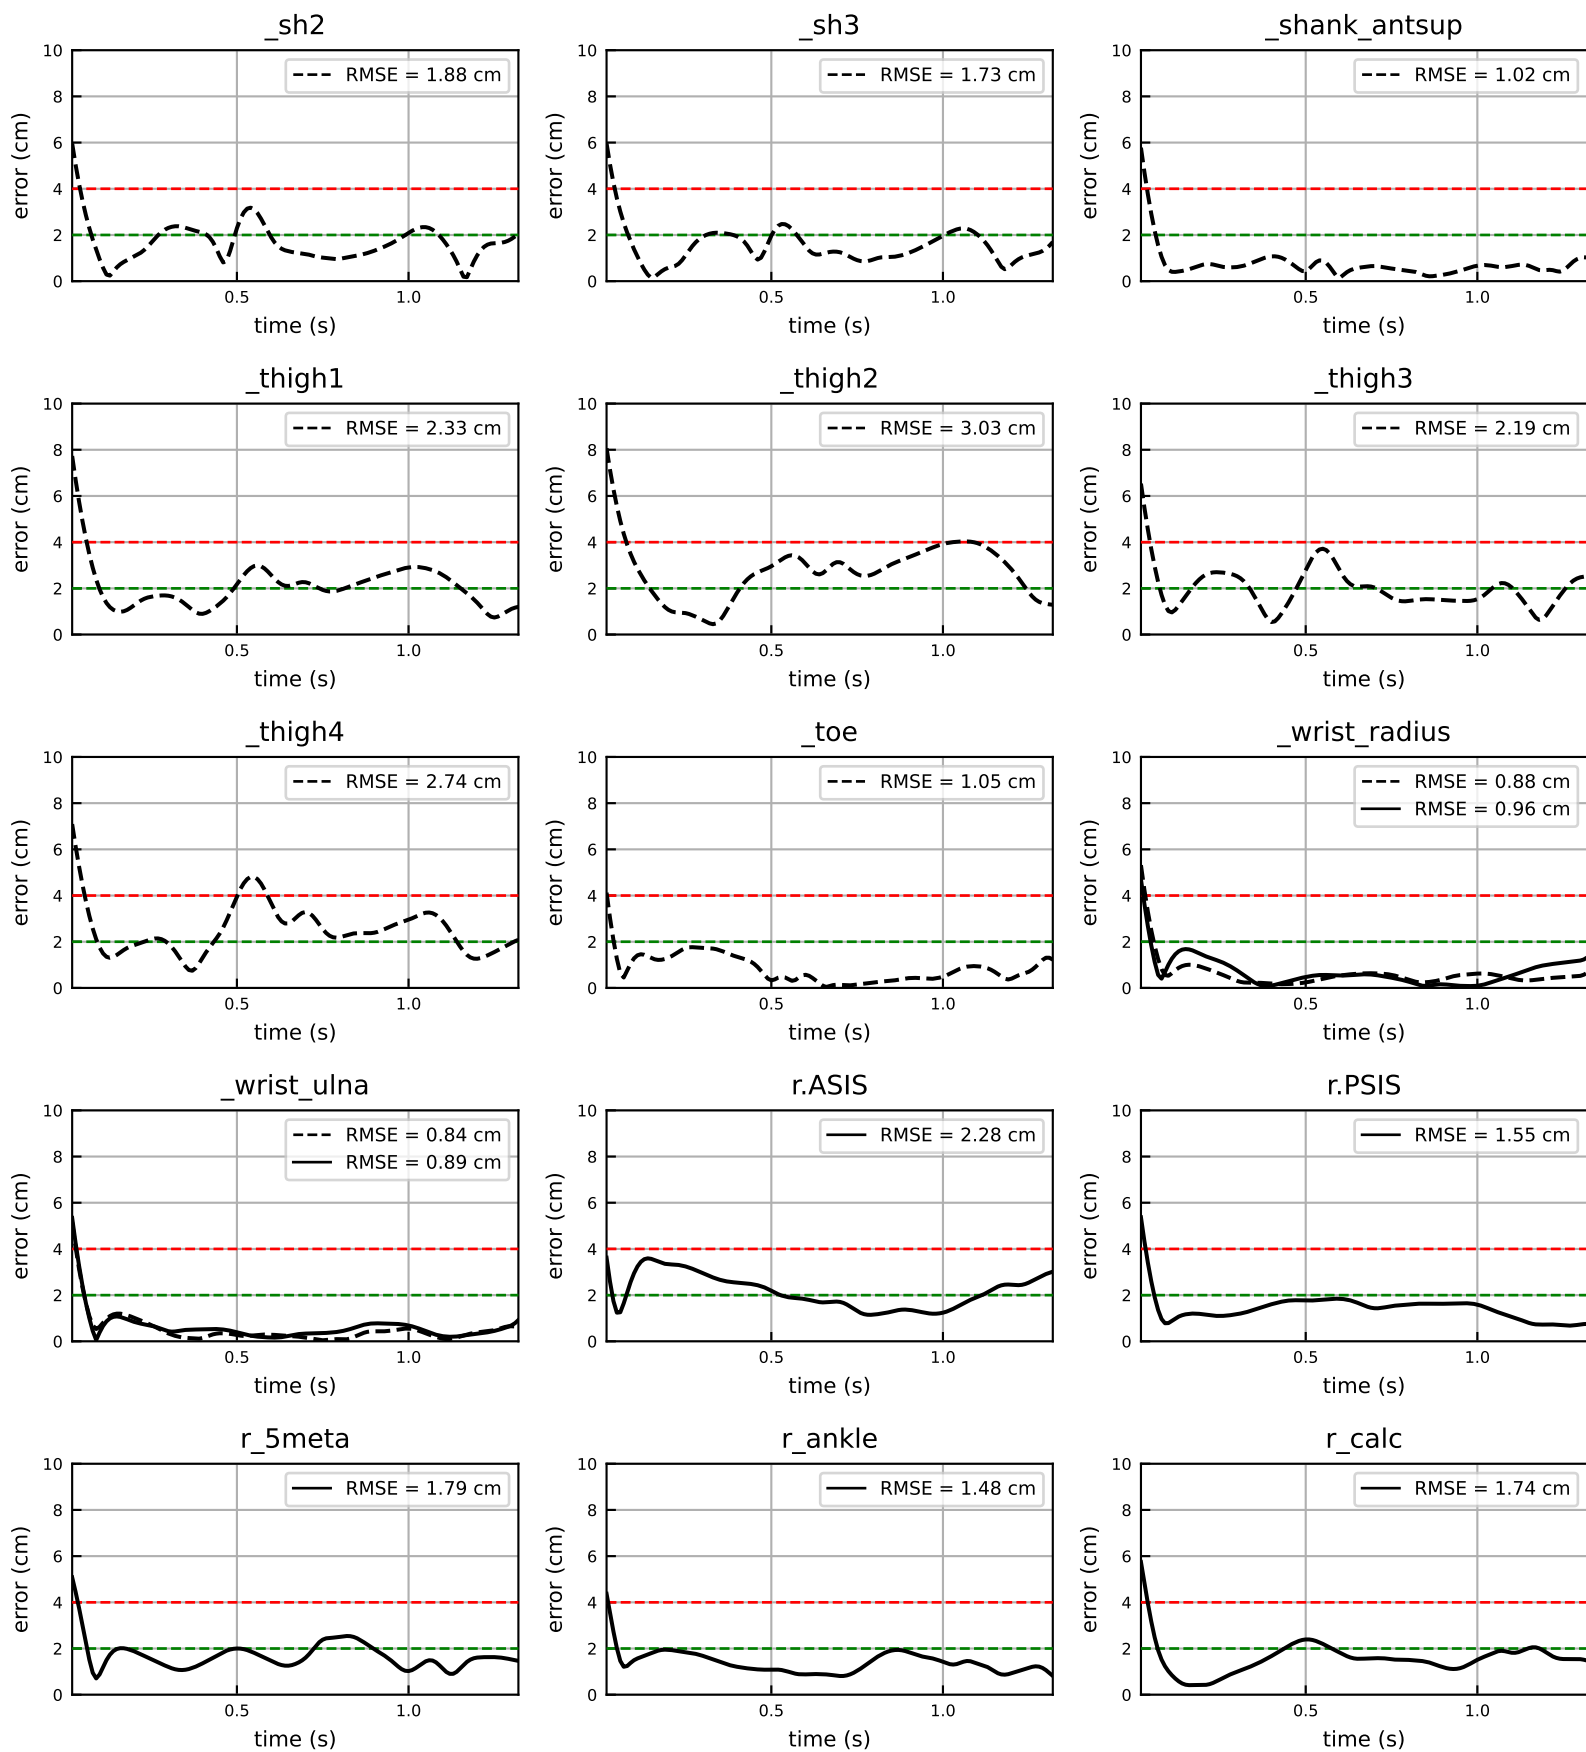 _sh2
10
8
6
4
2
0
error (cm)
RMSE = 1.88 cm
0.5
1.0
time (s)
_sh3
10
8
6
4
2
0
error (cm)
RMSE = 1.73 cm
0.5
1.0
time (s)
_shank_antsup
10
8
6
4
2
0
error (cm)
RMSE = 1.02 cm
0.5
1.0
time (s)
_thigh1
10
8
6
4
2
0
error (cm)
RMSE = 2.33 cm
0.5
1.0
time (s)
_thigh2
10
8
6
4
2
0
error (cm)
RMSE = 3.03 cm
0.5
1.0
time (s)
_thigh3
10
8
6
4
2
0
error (cm)
RMSE = 2.19 cm
0.5
1.0
time (s)
_thigh4
10
8
6
4
2
0
error (cm)
RMSE = 2.74 cm
0.5
1.0
time (s)
_toe
10
8
6
4
2
0
error (cm)
RMSE = 1.05 cm
0.5
1.0
time (s)
_wrist_radius
10
8
6
4
2
0
error (cm)
RMSE = 0.88 cm
RMSE = 0.96 cm
0.5
1.0
time (s)
_wrist_ulna
10
8
6
4
2
0
error (cm)
RMSE = 0.84 cm
RMSE = 0.89 cm
0.5
1.0
time (s)
r.ASIS
10
8
6
4
2
0
error (cm)
RMSE = 2.28 cm
0.5
1.0
time (s)
r.PSIS
10
8
6
4
2
0
error (cm)
RMSE = 1.55 cm
0.5
1.0
time (s)
r_5meta
10
8
6
4
2
0
error (cm)
RMSE = 1.79 cm
0.5
1.0
time (s)
r_ankle
10
8
6
4
2
0
error (cm)
RMSE = 1.48 cm
0.5
1.0
time (s)
r_calc
10
8
6
4
2
0
error (cm)
RMSE = 1.74 cm
0.5
1.0
time (s)